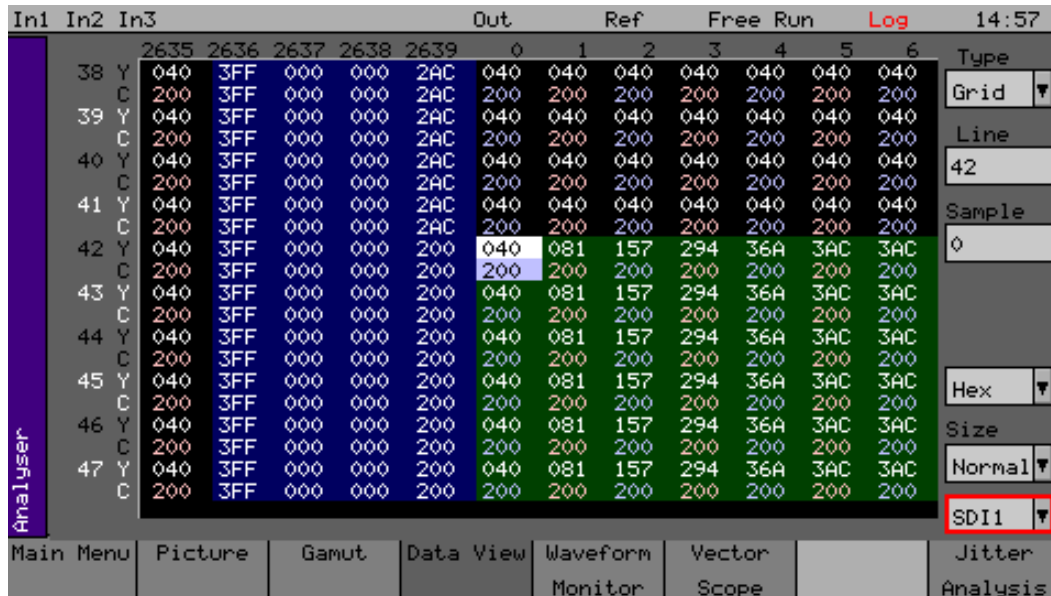 In1 In2 In3 Out Ref Free Run Log 14:57
2635 2636 2637 2638 2639 0 1 2 3 4 5 6
38 Y 040 3FF 000 000 2AC 040 040 040 040 040 040 040
C 200 3FF 000 000 2AC 200 200 200 200 200 200 200
39 Y 040 3FF 000 000 2AC 040 040 040 040 040 040 040
C 200 3FF 000 000 2AC 200 200 200 200 200 200 200
40 Y 040 3FF 000 000 2AC 040 040 040 040 040 040 040
C 200 3FF 000 000 2AC 200 200 200 200 200 200 200
41 Y 040 3FF 000 000 2AC 040 040 040 040 040 040 040
C 200 3FF 000 000 2AC 200 200 200 200 200 200 200
42 Y 040 3FF 000 000 200 040 081 157 294 36A 3AC 3AC
C 200 3FF 000 000 200 200 200 200 200 200 200 200
43 Y 040 3FF 000 000 200 040 081 157 294 36A 3AC 3AC
C 200 3FF 000 000 200 200 200 200 200 200 200 200
44 Y 040 3FF 000 000 200 040 081 157 294 36A 3AC 3AC
C 200 3FF 000 000 200 200 200 200 200 200 200 200
45 Y 040 3FF 000 000 200 040 081 157 294 36A 3AC 3AC
C 200 3FF 000 000 200 200 200 200 200 200 200 200
46 Y 040 3FF 000 000 200 040 081 157 294 36A 3AC 3AC
C 200 3FF 000 000 200 200 200 200 200 200 200 200
47 Y 040 3FF 000 000 200 040 081 157 294 36A 3AC 3AC
C 200 3FF 000 000 200 200 200 200 200 200 200 200
Type
Grid
Line
42
Sample
0
Hex
Size
Normal
SDI1
Analyser
Main Menu
Picture
Gamut
Data View
Waveform
Monitor
Vector
Scope
Jitter
Analysis